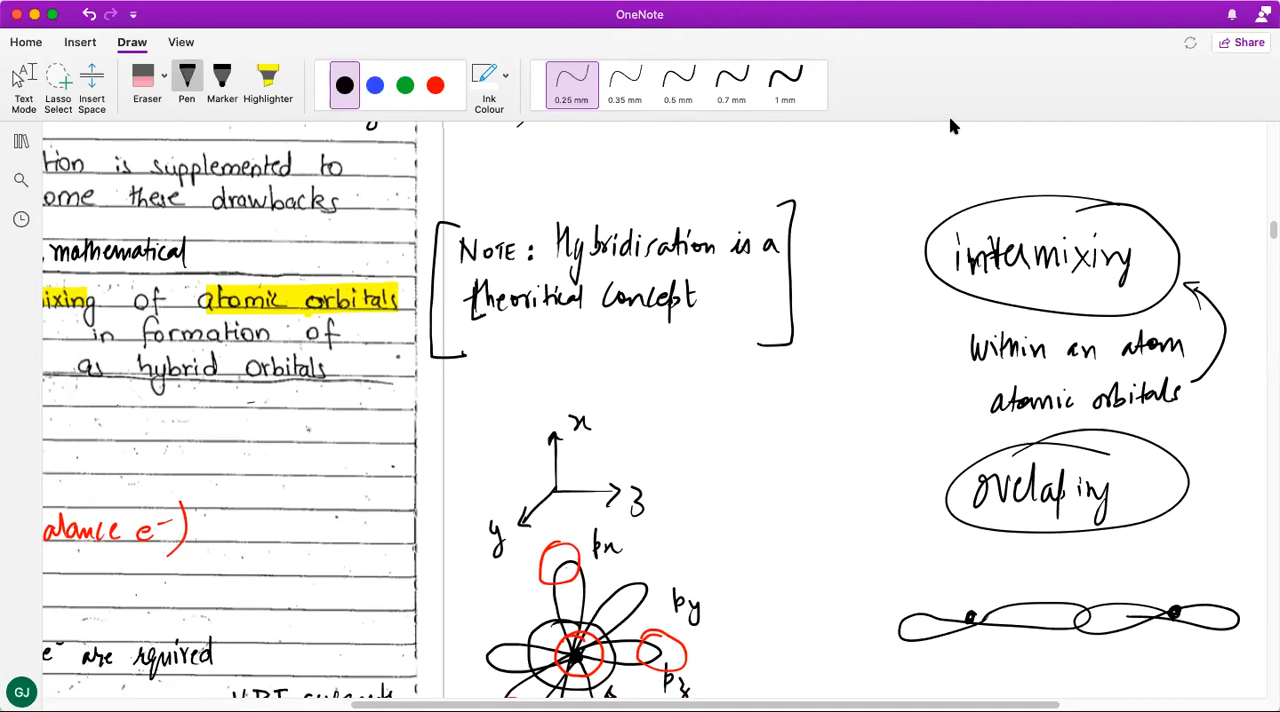 OneNote
Home Insert Draw View
Share
Text Mode
Lasso Select
Insert Space
Eraser
Pen
Marker
Highlighter
Ink Colour
0.25 mm
0.35 mm
0.5 mm
0.7 mm
1 mm
tion is supplemented to
ome there drawbacks
mathematical
ixing of atomic orbitals
in formation of
as hybrid orbitals
alance e⁻)
e⁻ are rquired
NOTE: Hybridisation is a
theoritical concept
x
z
y
px
py
pz
intermixing
within an atom
atomic orbitals
ovelaping
GJ